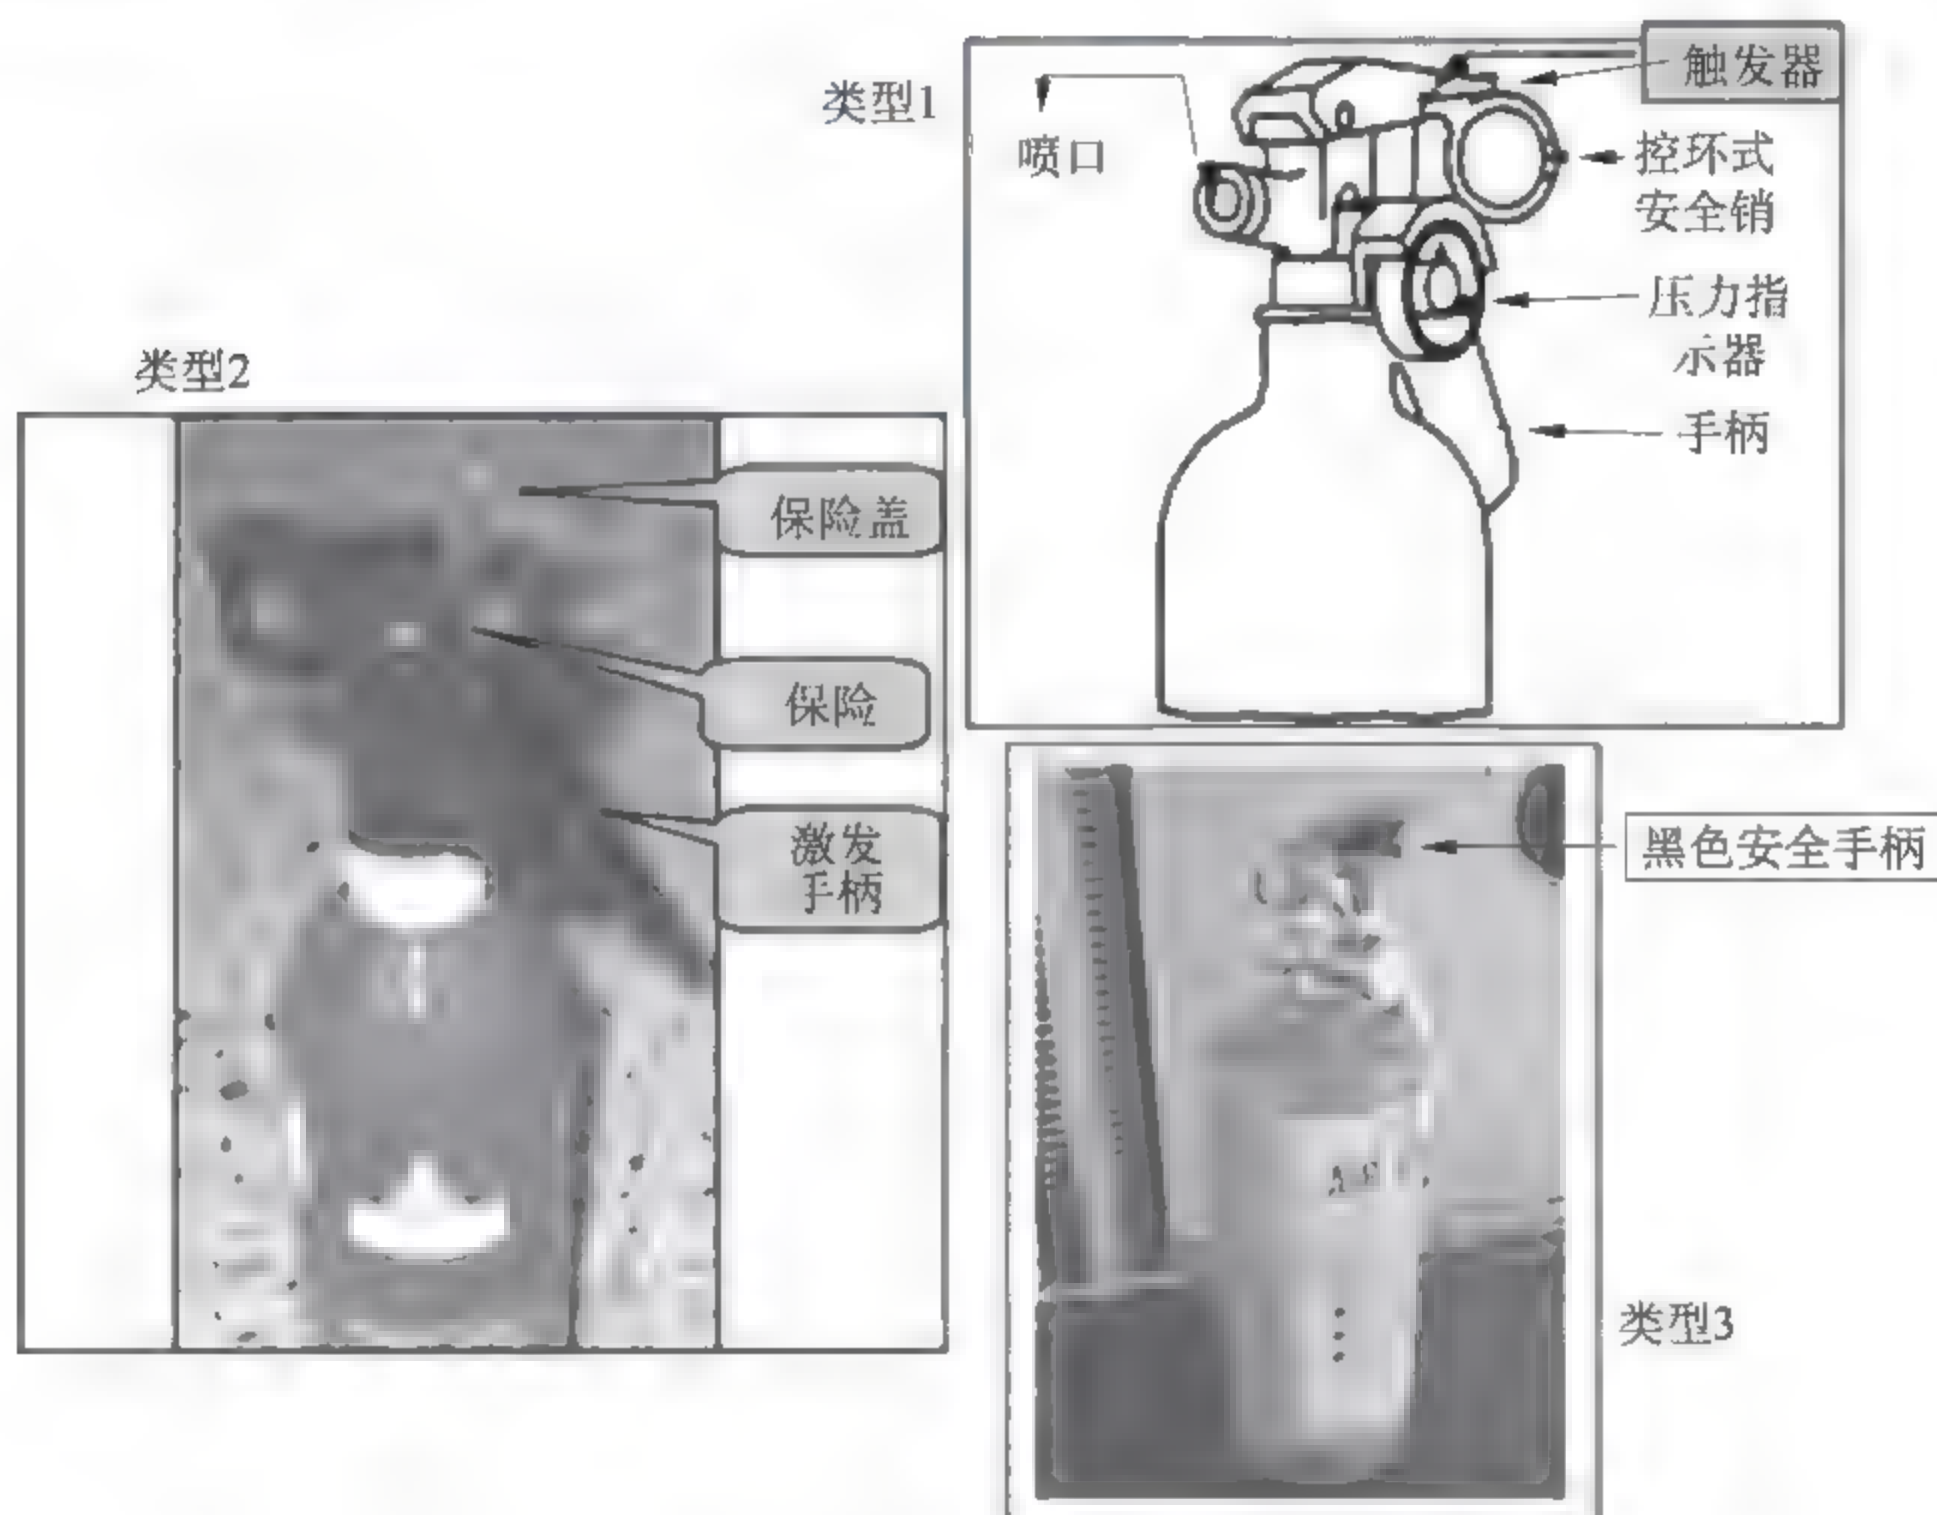 类型1
触发器
喷口
控环式
安全销
压力指
示器
手柄
类型2
保险盖
保险
激发
手柄
黑色安全手柄
类型3